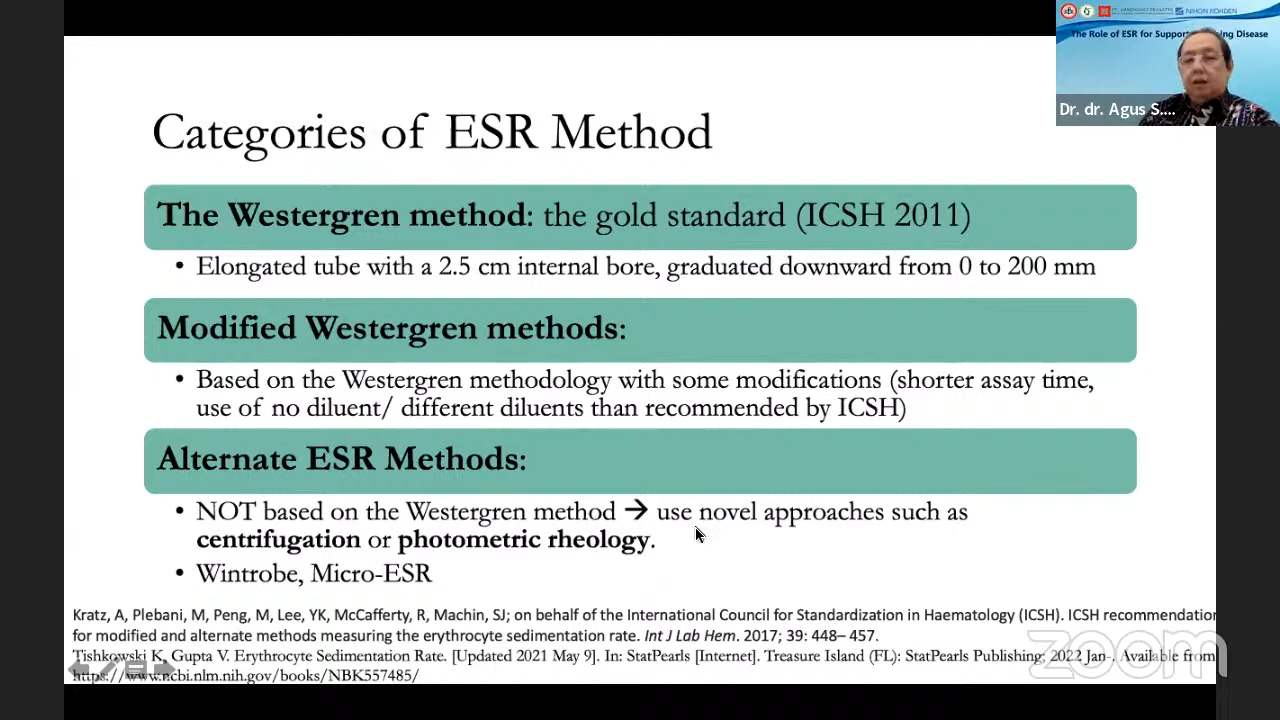 NIHON KOHDEN
The Role of ESR for Support ing Disease
Dr. dr. Agus S....
Categories of ESR Method
The Westergren method: the gold standard (ICSH 2011)
• Elongated tube with a 2.5 cm internal bore, graduated downward from 0 to 200 mm
Modified Westergren methods:
• Based on the Westergren methodology with some modifications (shorter assay time,
use of no diluent/ different diluents than recommended by ICSH)
Alternate ESR Methods:
• NOT based on the Westergren method → use novel approaches such as
centrifugation or photometric rheology.
• Wintrobe, Micro-ESR
Kratz, A, Plebani, M, Peng, M, Lee, YK, McCafferty, R, Machin, SJ; on behalf of the International Council for Standardization in Haematology (ICSH). ICSH recommendation
for modified and alternate methods measuring the erythrocyte sedimentation rate. Int J Lab Hem. 2017; 39: 448– 457.
Tishkowski K, Gupta V. Erythrocyte Sedimentation Rate. [Updated 2021 May 9]. In: StatPearls [Internet]. Treasure Island (FL): StatPearls Publishing; 2022 Jan-. Available from
https://www.ncbi.nlm.nih.gov/books/NBK557485/
zoom